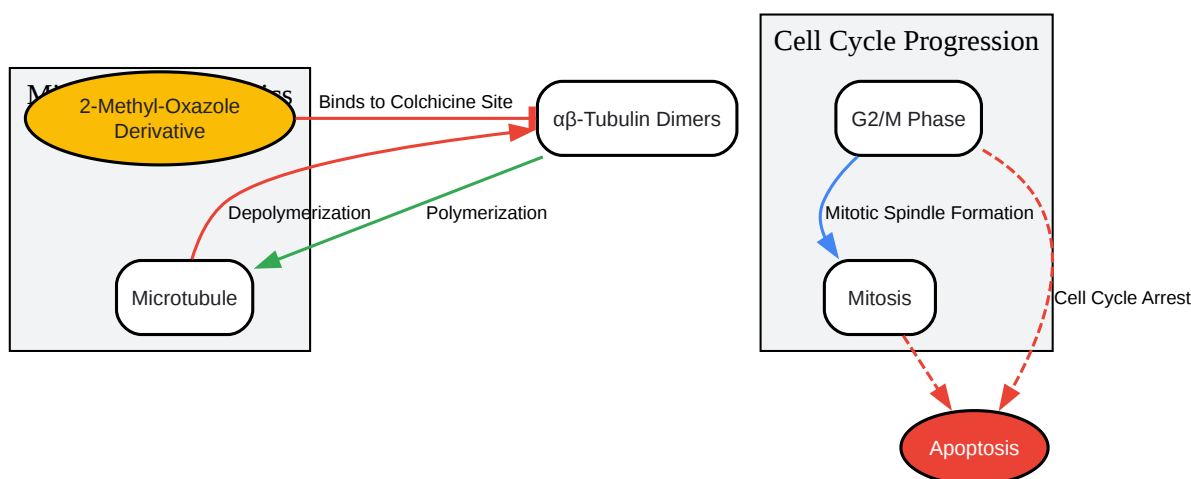 Cell Cycle Progression
2-Methyl-Oxazole
Derivative
Binds to Colchicine Site
αβ-Tubulin Dimers
G2/M Phase
Depolymerization
Polymerization
Mitotic Spindle Formation
Microtubule
Mitosis
Cell Cycle Arrest
Apoptosis